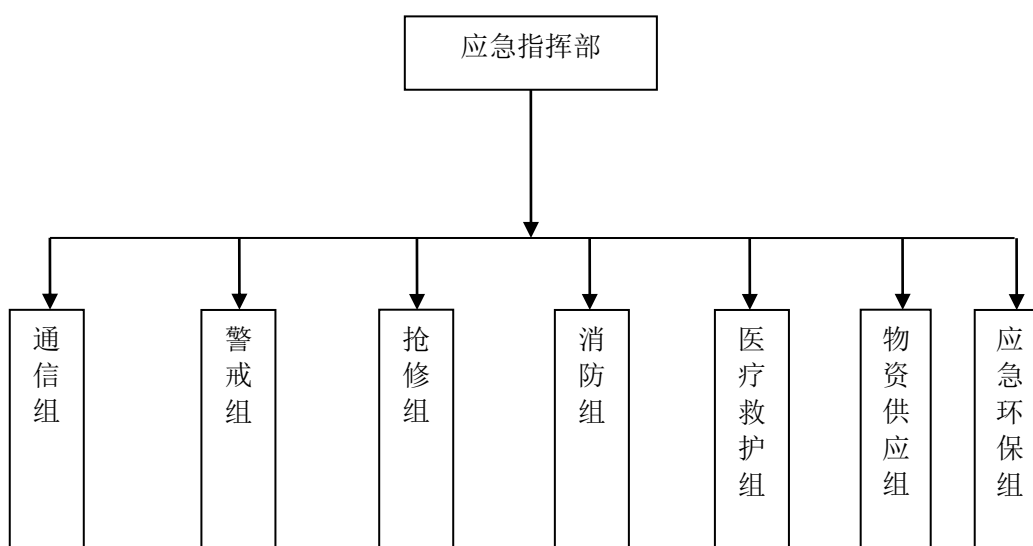 应急指挥部
通信组
警戒组
抢修组
消防组
医疗救护组
物资供应组
应急环保组